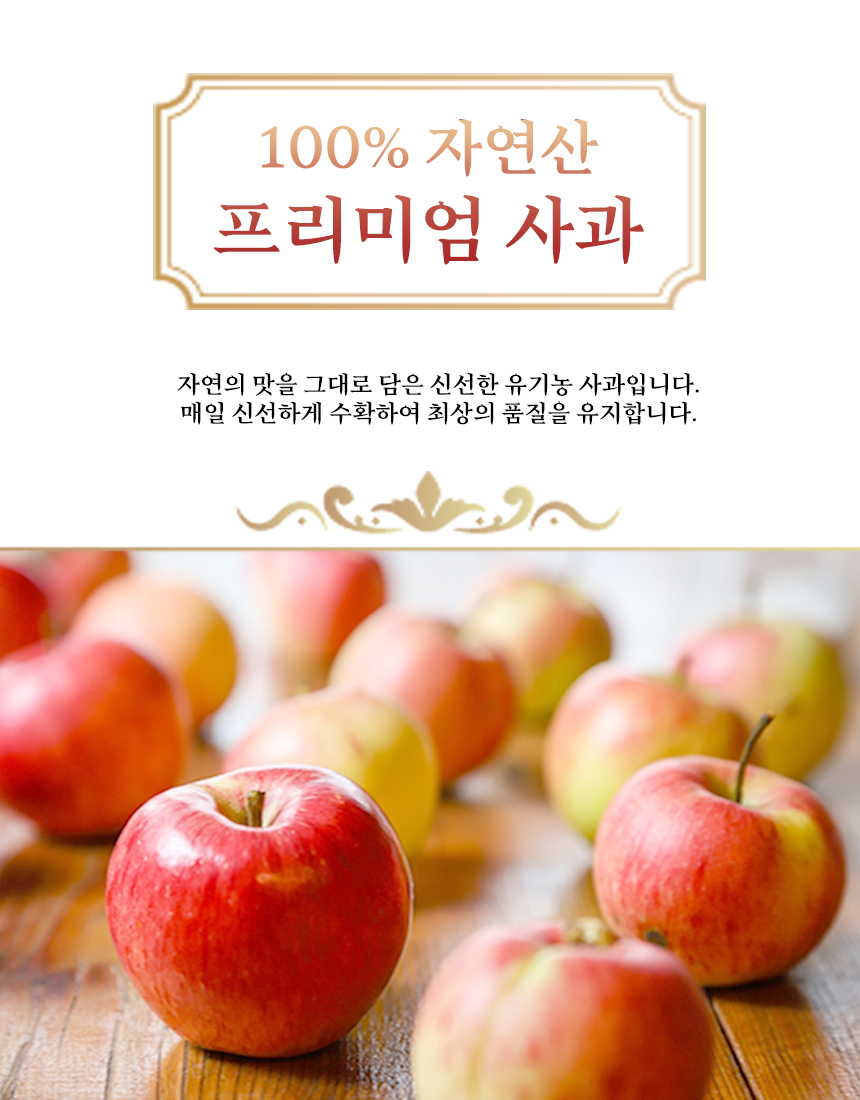 100% 자연산
프리미엄 사과
자연의 맛을 그대로 담은 신선한 유기농 사과입니다.
매일 신선하게 수확하여 최상의 품질을 유지합니다.